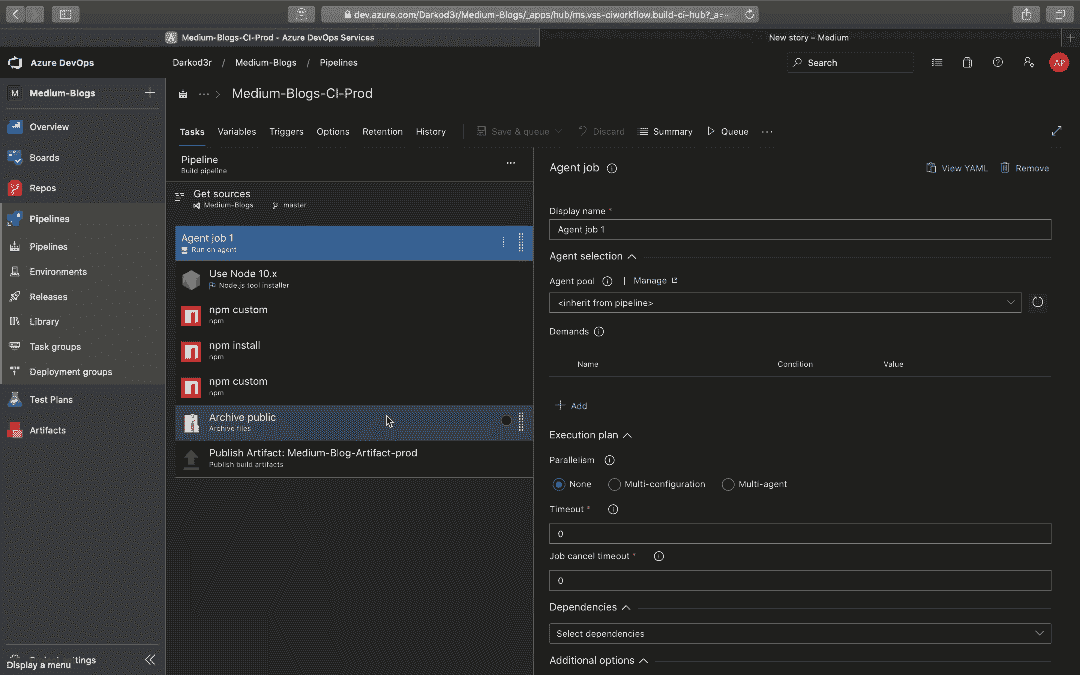 dev.azure.com/Darkod3r/Medium-Blogs/_apps/hub/ms.vss-ciworkflow.build-ci-hub?_a=
Medium-Blogs-CI-Prod - Azure DevOps Services
New story – Medium
Azure DevOps
Darkod3r / Medium-Blogs / Pipelines
Search
AP
M Medium-Blogs
Medium-Blogs-CI-Prod
Overview
Boards
Repos
Pipelines
Pipelines
Environments
Releases
Library
Task groups
Deployment groups
Test Plans
Artifacts
Display a menu
ttings
Tasks Variables Triggers Options Retention History Save & queue Discard Summary Queue ...
Pipeline
Build pipeline
Get sources
Medium-Blogs master
Agent job 1
Run on agent
Use Node 10.x
Node.js tool installer
npm custom
npm
npm install
npm
npm custom
npm
Archive public
Archive files
Publish Artifact: Medium-Blog-Artifact-prod
Publish build artifacts
Agent job
View YAML Remove
Display name *
Agent job 1
Agent selection
Agent pool | Manage
<inherit from pipeline>
Demands
Name Condition Value
Add
Execution plan
Parallelism
None Multi-configuration Multi-agent
Timeout *
0
Job cancel timeout *
0
Dependencies
Select dependencies
Additional options